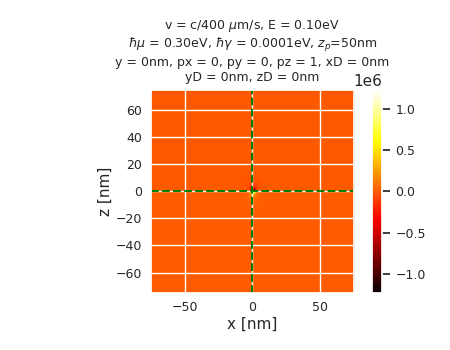 v = c/400 μm/s, E = 0.10eV
ħμ = 0.30eV, ħγ = 0.0001eV, zₚ=50nm
y = 0nm, px = 0, py = 0, pz = 1, xD = 0nm
yD = 0nm, zD = 0nm
1e6
60
40
20
0
−20
−40
−60
z [nm]
−50
0
50
x [nm]
1.0
0.5
0.0
−0.5
−1.0